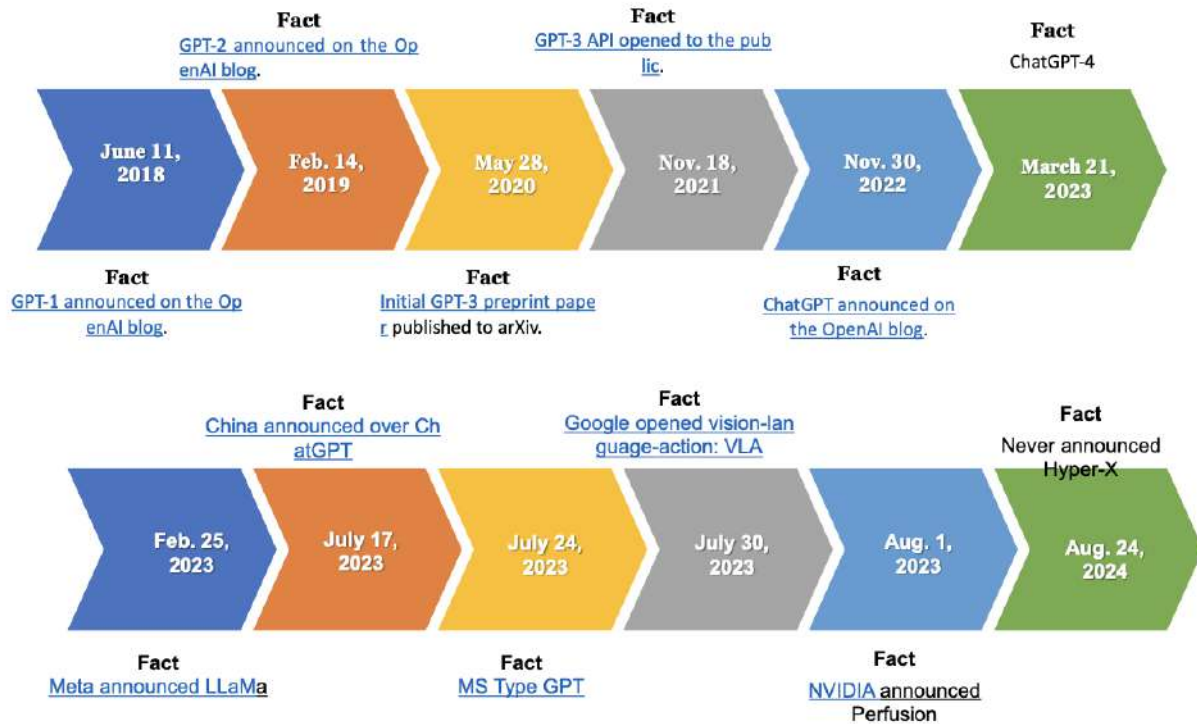 Fact
GPT-2 announced on the Op
enAI blog.
Fact
GPT-3 API opened to the pub
lic.
Fact
ChatGPT-4
June 11,
2018
Feb. 14,
2019
May 28,
2020
Nov. 18,
2021
Nov. 30,
2022
March 21,
2023
Fact
GPT-1 announced on the Op
enAI blog.
Fact
Initial GPT-3 preprint pape
r published to arXiv.
Fact
ChatGPT announced on
the OpenAI blog.
Fact
China announced over Ch
atGPT
Fact
Google opened vision-lan
guage-action: VLA
Fact
Never announced
Hyper-X
Feb. 25,
2023
July 17,
2023
July 24,
2023
July 30,
2023
Aug. 1,
2023
Aug. 24,
2024
Fact
Meta announced LLaMa
Fact
MS Type GPT
Fact
NVIDIA announced
Perfusion